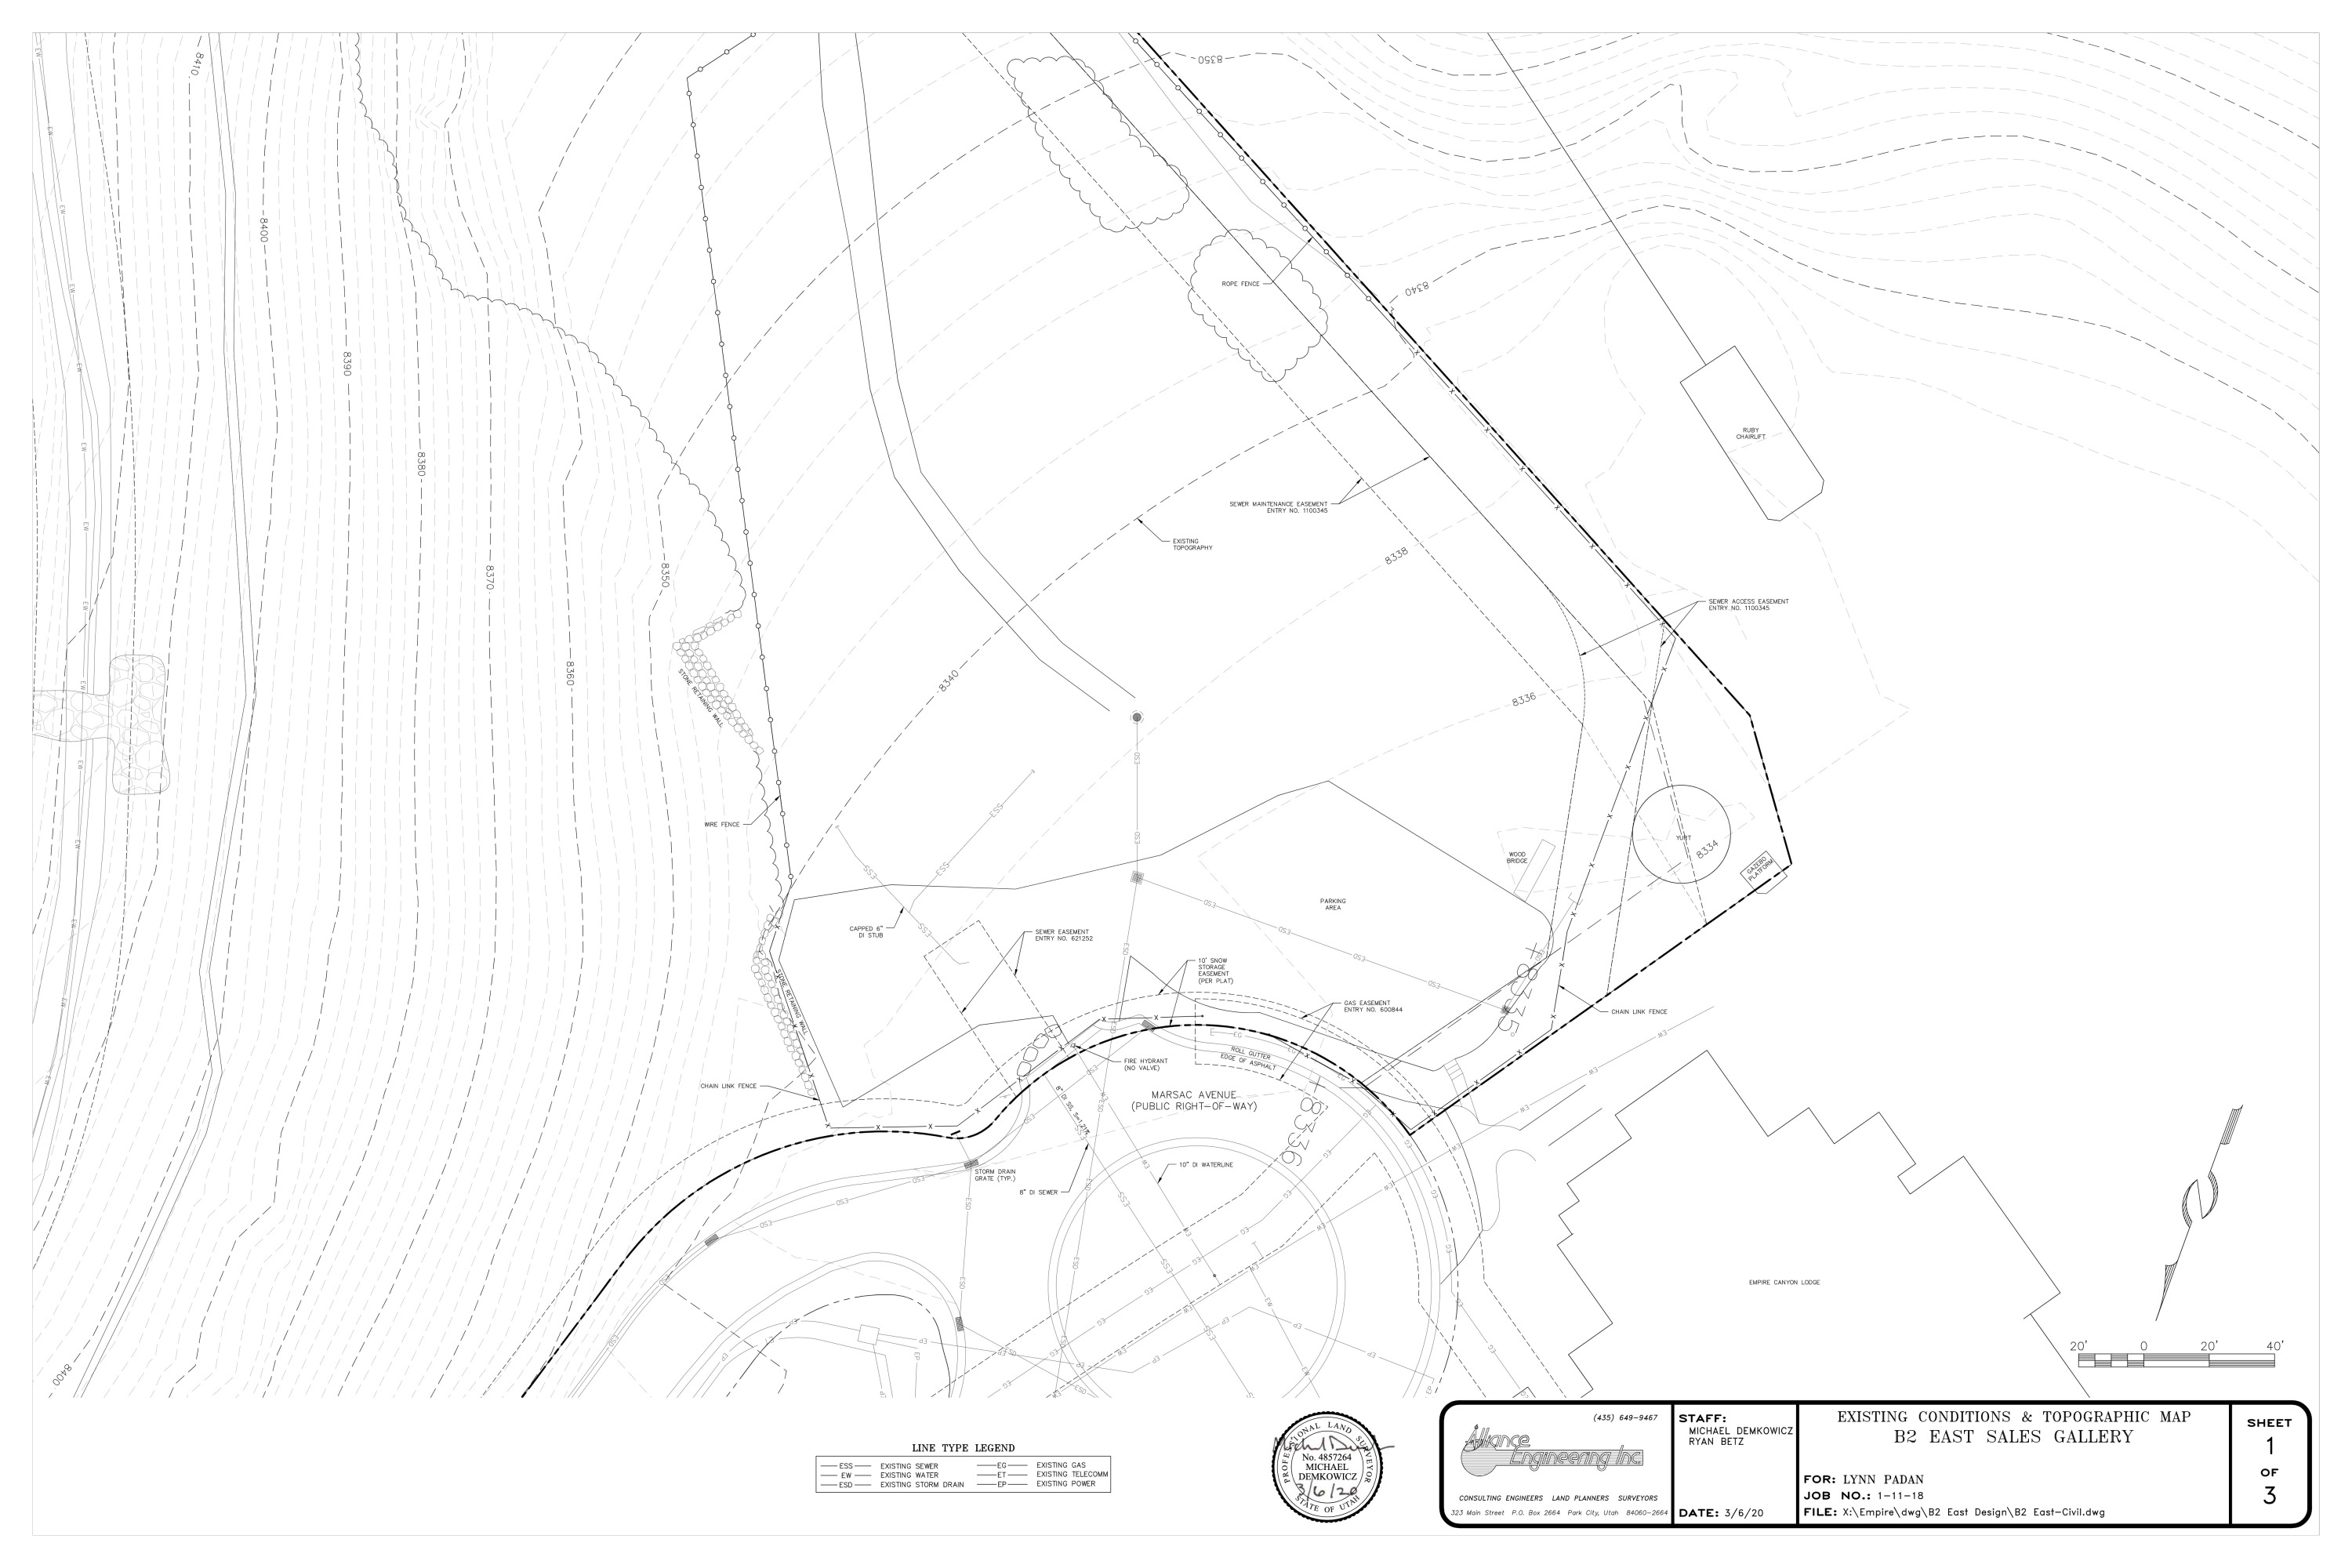 8410
8350
8400
8340
ROPE FENCE
8390
8380
RUBY
CHAIRLIFT
SEWER MAINTENANCE EASEMENT
ENTRY NO. 1100345
EXISTING
TOPOGRAPHY
8338
8350
8370
8360
SEWER ACCESS EASEMENT
ENTRY NO. 1100345
STONE RETAINING WALL
8340
8336
WIRE FENCE
YURT
8334
WOOD
BRIDGE
GAZEBO
PLATFORM
PARKING
AREA
CAPPED 6"
DI STUB
SEWER EASEMENT
ENTRY NO. 621252
10' SNOW
STORAGE
EASEMENT
(PER PLAT)
STONE RETAINING WALL
GAS EASEMENT
ENTRY NO. 600844
8335
CHAIN LINK FENCE
ROLL GUTTER
EDGE OF ASPHALT
FIRE HYDRANT
(NO VALVE)
CHAIN LINK FENCE
MARSAC AVENUE
(PUBLIC RIGHT-OF-WAY)
8336
STORM DRAIN
GRATE (TYP.)
10" DI WATERLINE
8" DI SEWER
EMPIRE CANYON LODGE
8400
20' 0 20' 40'
LINE TYPE LEGEND
ESS EXISTING SEWER
EW EXISTING WATER
ESD EXISTING STORM DRAIN
EG EXISTING GAS
ET EXISTING TELECOMM
EP EXISTING POWER
PROFESSIONAL LAND SURVEYOR
No. 4857264
MICHAEL
DEMKOWICZ
3/6/20
STATE OF UTAH
(435) 649-9467
Alliance
Engineering Inc
CONSULTING ENGINEERS LAND PLANNERS SURVEYORS
323 Main Street P.O. Box 2664 Park City, Utah 84060-2664
STAFF:
MICHAEL DEMKOWICZ
RYAN BETZ
DATE: 3/6/20
EXISTING CONDITIONS & TOPOGRAPHIC MAP
B2 EAST SALES GALLERY
FOR: LYNN PADAN
JOB NO.: 1-11-18
FILE: X:\Empire\dwg\B2 East Design\B2 East-Civil.dwg
SHEET
1
OF
3